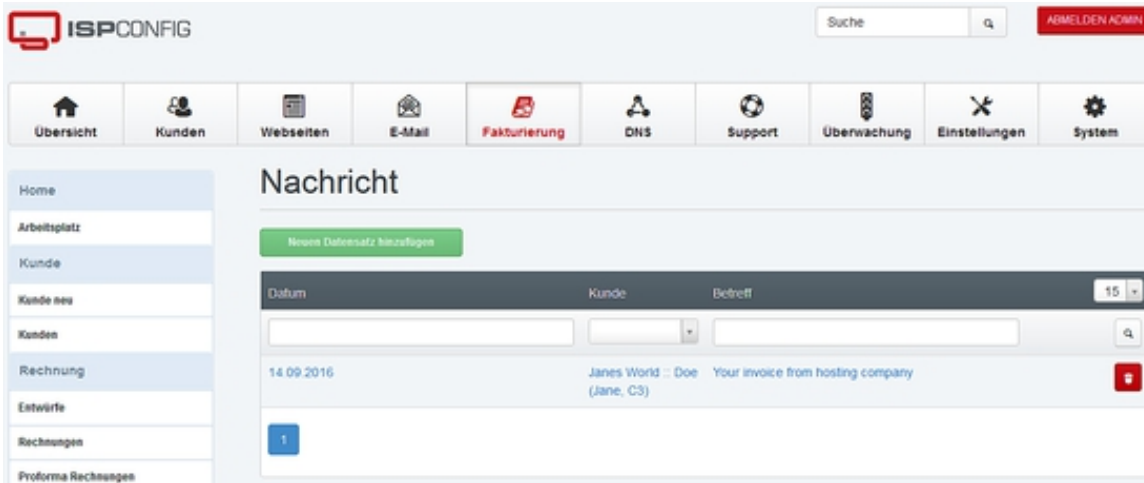 ISPCONFIG
Suche
ABMELDEN ADMIN
Übersicht Kunden Webseiten E-Mail Fakturierung DNS Support Überwachung Einstellungen System
Home
Arbeitsplatz
Kunde
Kunde neu
Kunden
Rechnung
Entwürfe
Rechnungen
Proforma Rechnungen
Nachricht
Neuen Datensatz hinzufügen
Datum Kunde Betreff 15
14.09.2016 Janes World :: Doe Your invoice from hosting company
(Jane, C3)
1